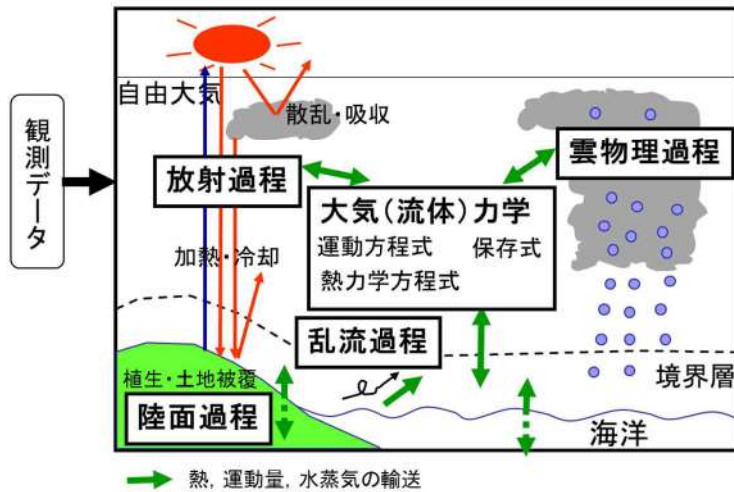 自由大気
散乱・吸収
観測データ
放射過程
雲物理過程
大気（流体）力学
運動方程式　保存式
熱力学方程式
加熱・冷却
乱流過程
植生・土地被覆
境界層
陸面過程
海洋
熱, 運動量, 水蒸気の輸送